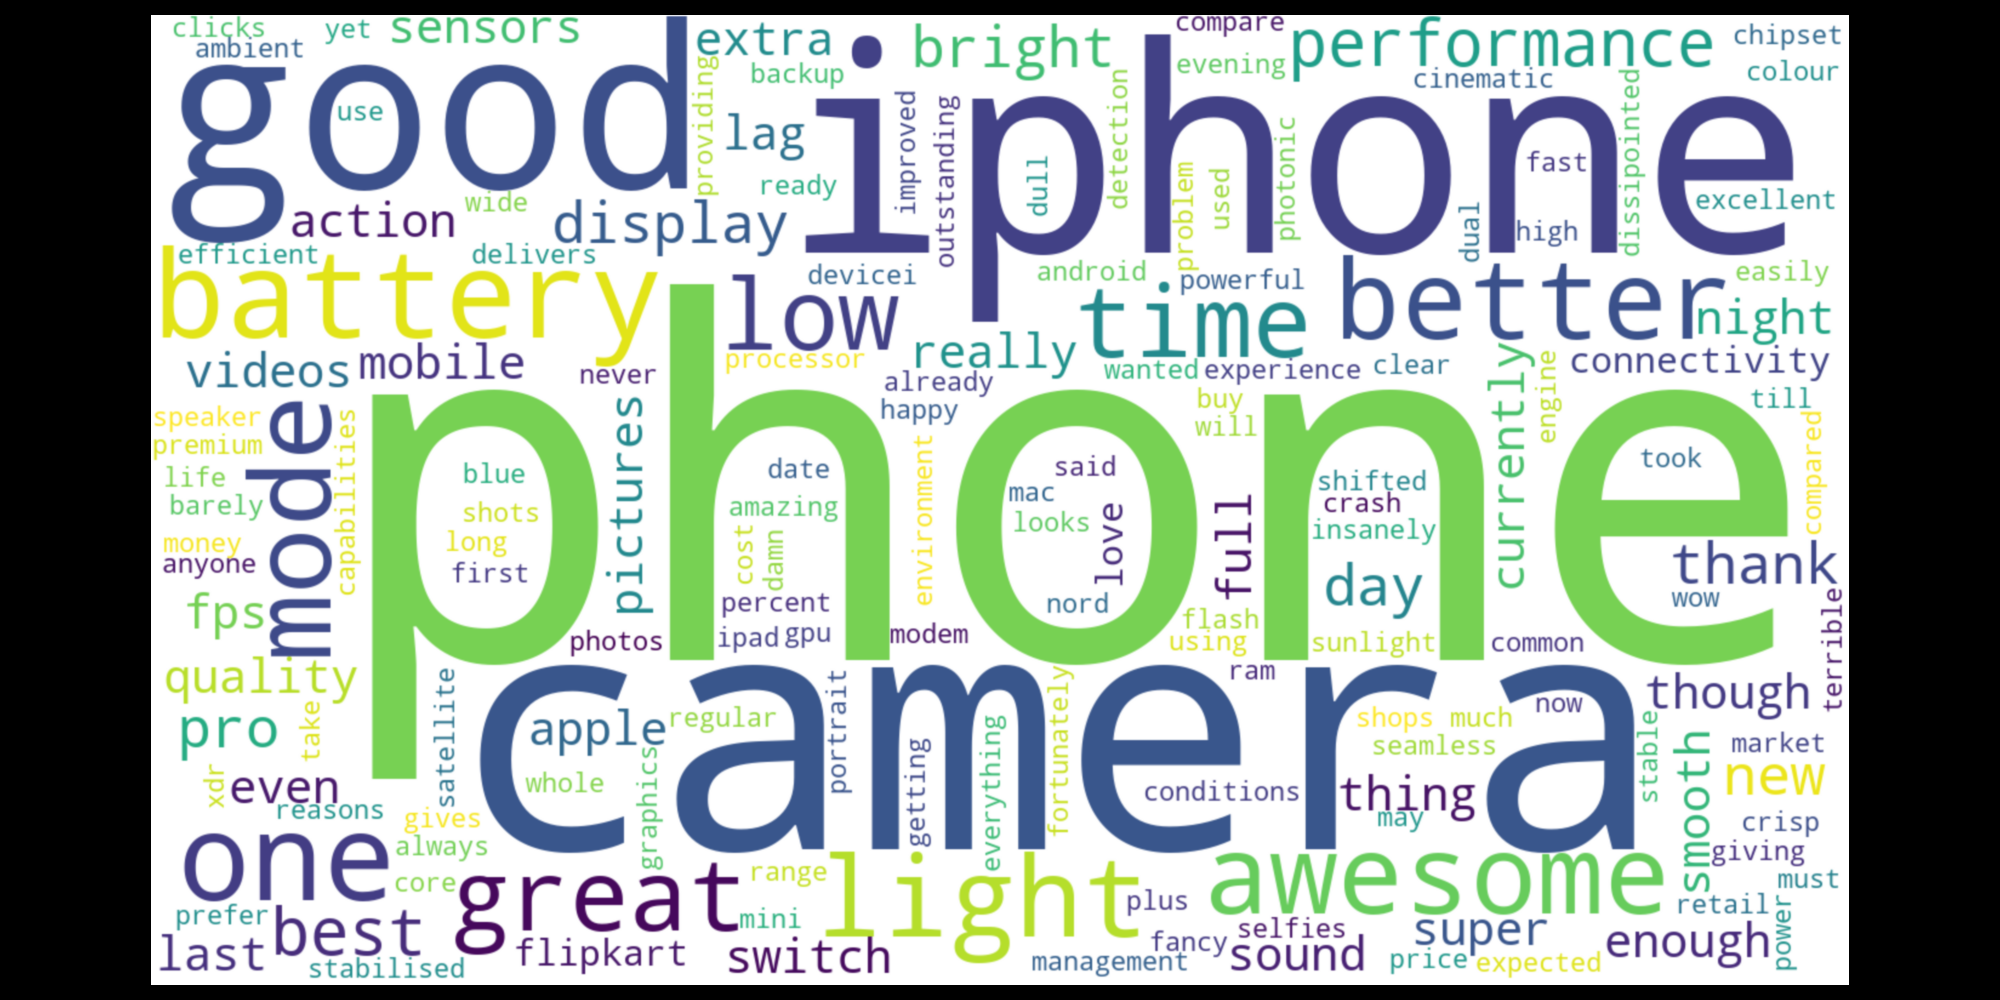 clicks
yet
sensors
ambient
good
use
extra
backup
providing
lag
ready
bright
iphone
improved
outstanding
dull
detection
compare
evening
performance
chipset
cinematic
colour
problem
used
photonic
fast
dissipointed
excellent
dual
high
action
wide
display
efficient
delivers
battery
devicei
low
android
powerful
time
better
easily
night
videos
mobile
never
processor
really
already
happy
wanted
experience
clear
connectivity
currently
engine
buy
will
till
speaker
premium
mode
capabilities
life
barely
money
anyone
phone
blue
shots
long
first
pictures
date
amazing
cost
damn
percent
environment
said
mac
looks
love
nord
full
shifted
crash
insanely
day
took
compared
thank
wow
terrible
fps
photos
ipad
gpu
modem
flash
using
sunlight
common
quality
pro
take
xdr
even
reasons
satellite
camera
apple
regular
whole
graphics
portrait
getting
everything
fortunately
ram
conditions
shops
much
seamless
now
thing
may
though
stable
market
smooth
new
crisp
giving
must
gives
always
core
one
great
range
mini
light
plus
awesome
retail
power
prefer
best
last
stabilised
flipkart
switch
fancy
selfies
sound
management
super
price
expected
enough